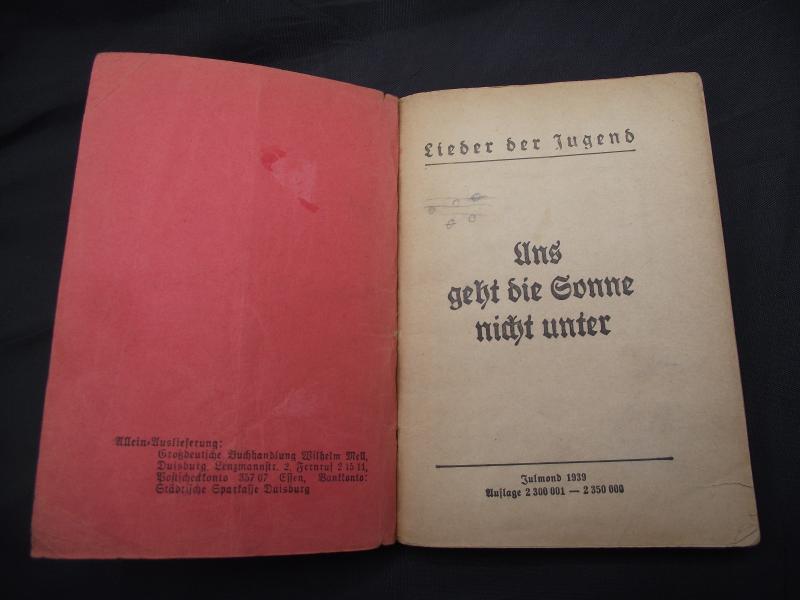 Allein-Auslieferung:
Großdeutsche Buchhandlung Wilhelm Mell,
Duisburg, Lenzmannstr. 2, Fernruf 2 15 11,
Postscheckkonto 357 07 Essen, Bankkonto:
Städtische Sparkasse Duisburg
Lieder der Jugend
Uns
geht die Sonne
nicht unter
Julmond 1939
Auflage 2 300 001 — 2 350 000